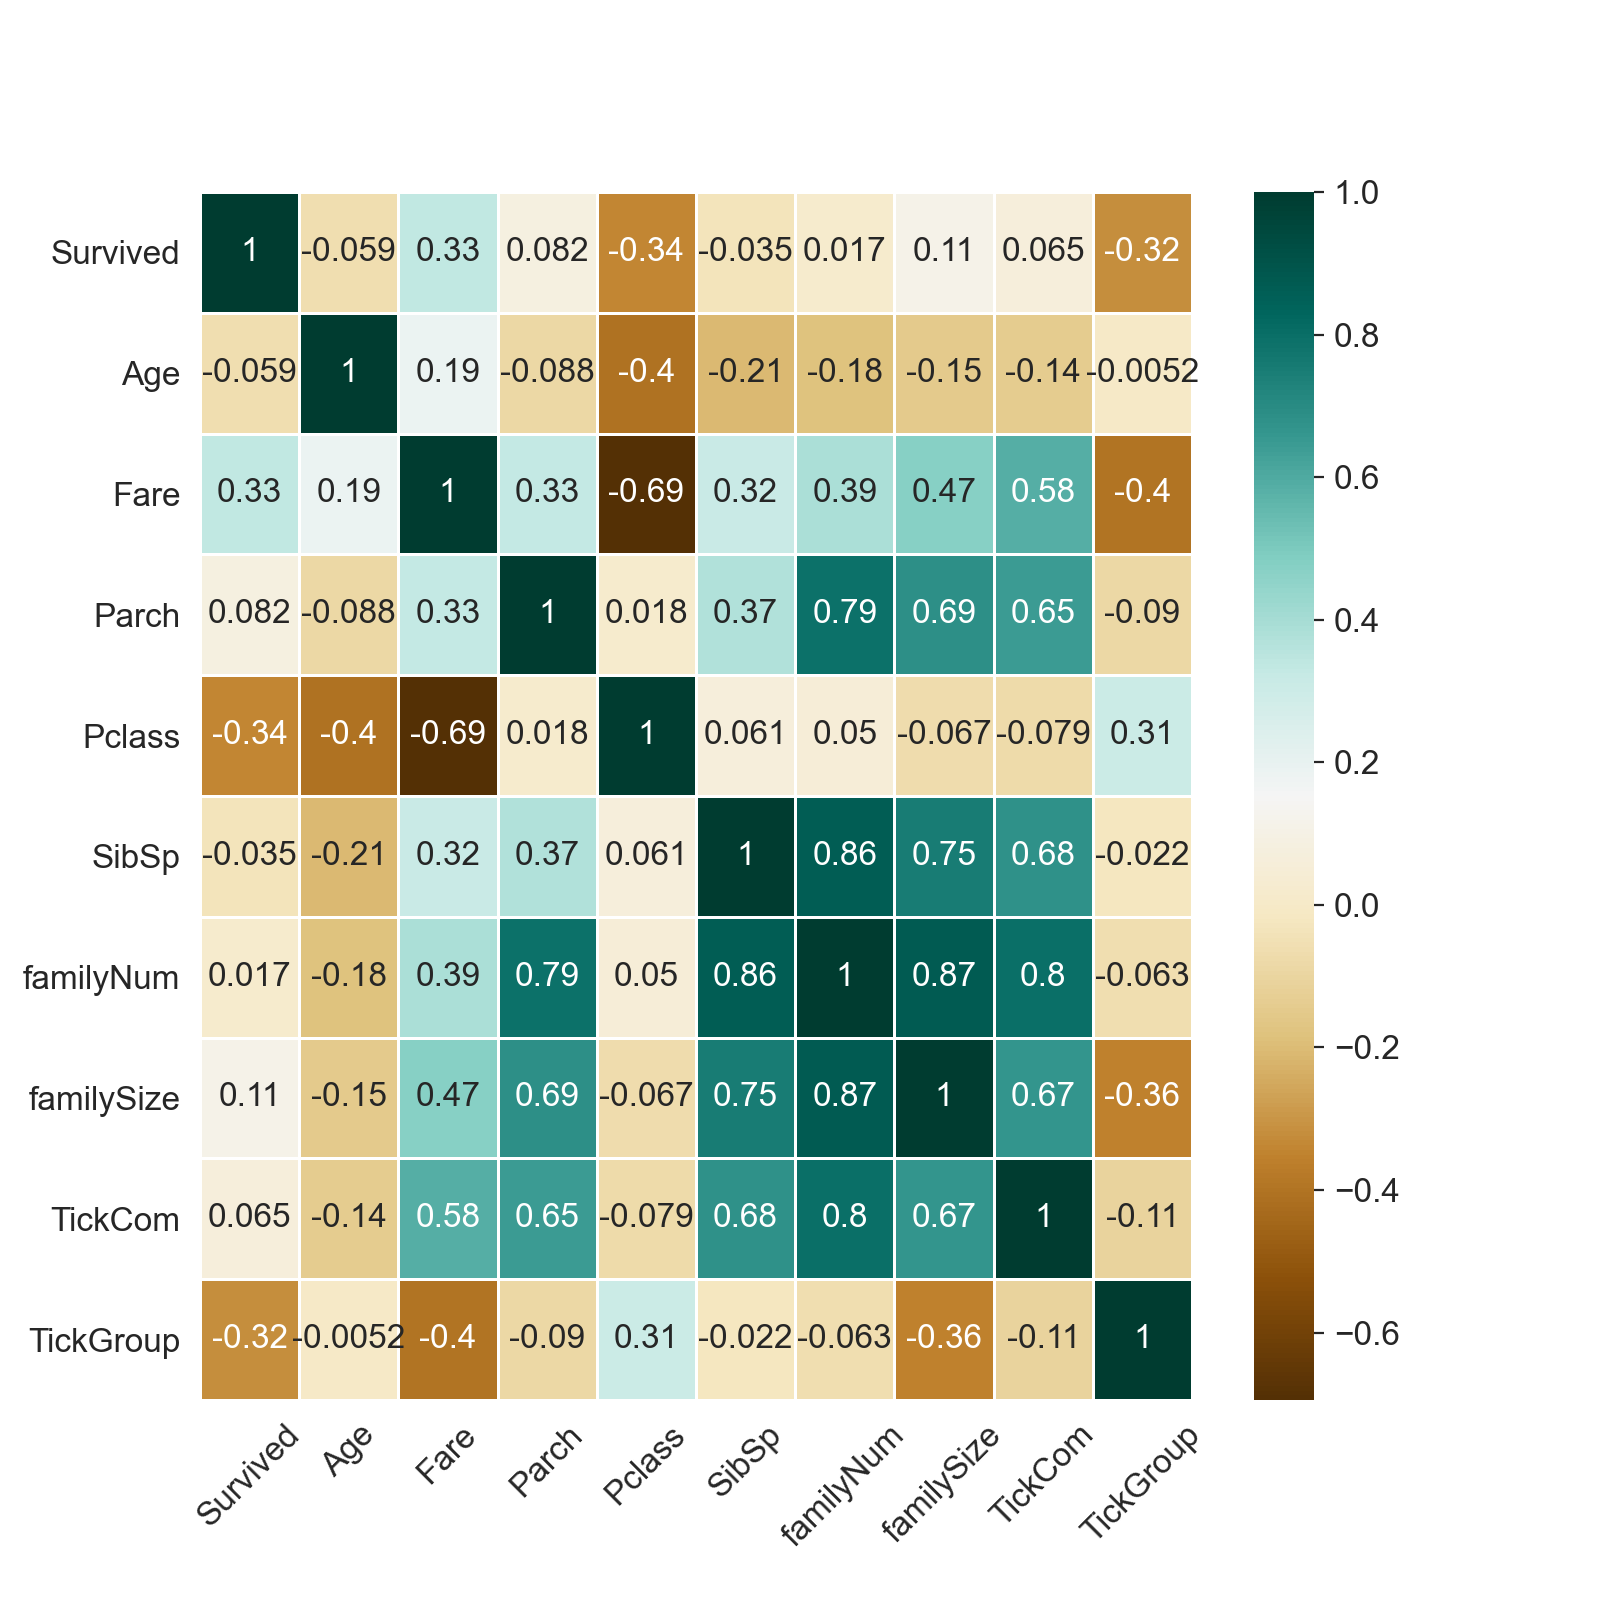 Survived 1 -0.059 0.33 0.082 -0.34 -0.035 0.017 0.11 0.065 -0.32
Age -0.059 1 0.19 -0.088 -0.4 -0.21 -0.18 -0.15 -0.14 -0.0052
Fare 0.33 0.19 1 0.33 -0.69 0.32 0.39 0.47 0.58 -0.4
Parch 0.082 -0.088 0.33 1 0.018 0.37 0.79 0.69 0.65 -0.09
Pclass -0.34 -0.4 -0.69 0.018 1 0.061 0.05 -0.067 -0.079 0.31
SibSp -0.035 -0.21 0.32 0.37 0.061 1 0.86 0.75 0.68 -0.022
familyNum 0.017 -0.18 0.39 0.79 0.05 0.86 1 0.87 0.8 -0.063
familySize 0.11 -0.15 0.47 0.69 -0.067 0.75 0.87 1 0.67 -0.36
TickCom 0.065 -0.14 0.58 0.65 -0.079 0.68 0.8 0.67 1 -0.11
TickGroup -0.32 -0.0052 -0.4 -0.09 0.31 -0.022 -0.063 -0.36 -0.11 1
Survived Age Fare Parch Pclass SibSp familyNum familySize TickCom TickGroup
1.0
0.8
0.6
0.4
0.2
0.0
−0.2
−0.4
−0.6